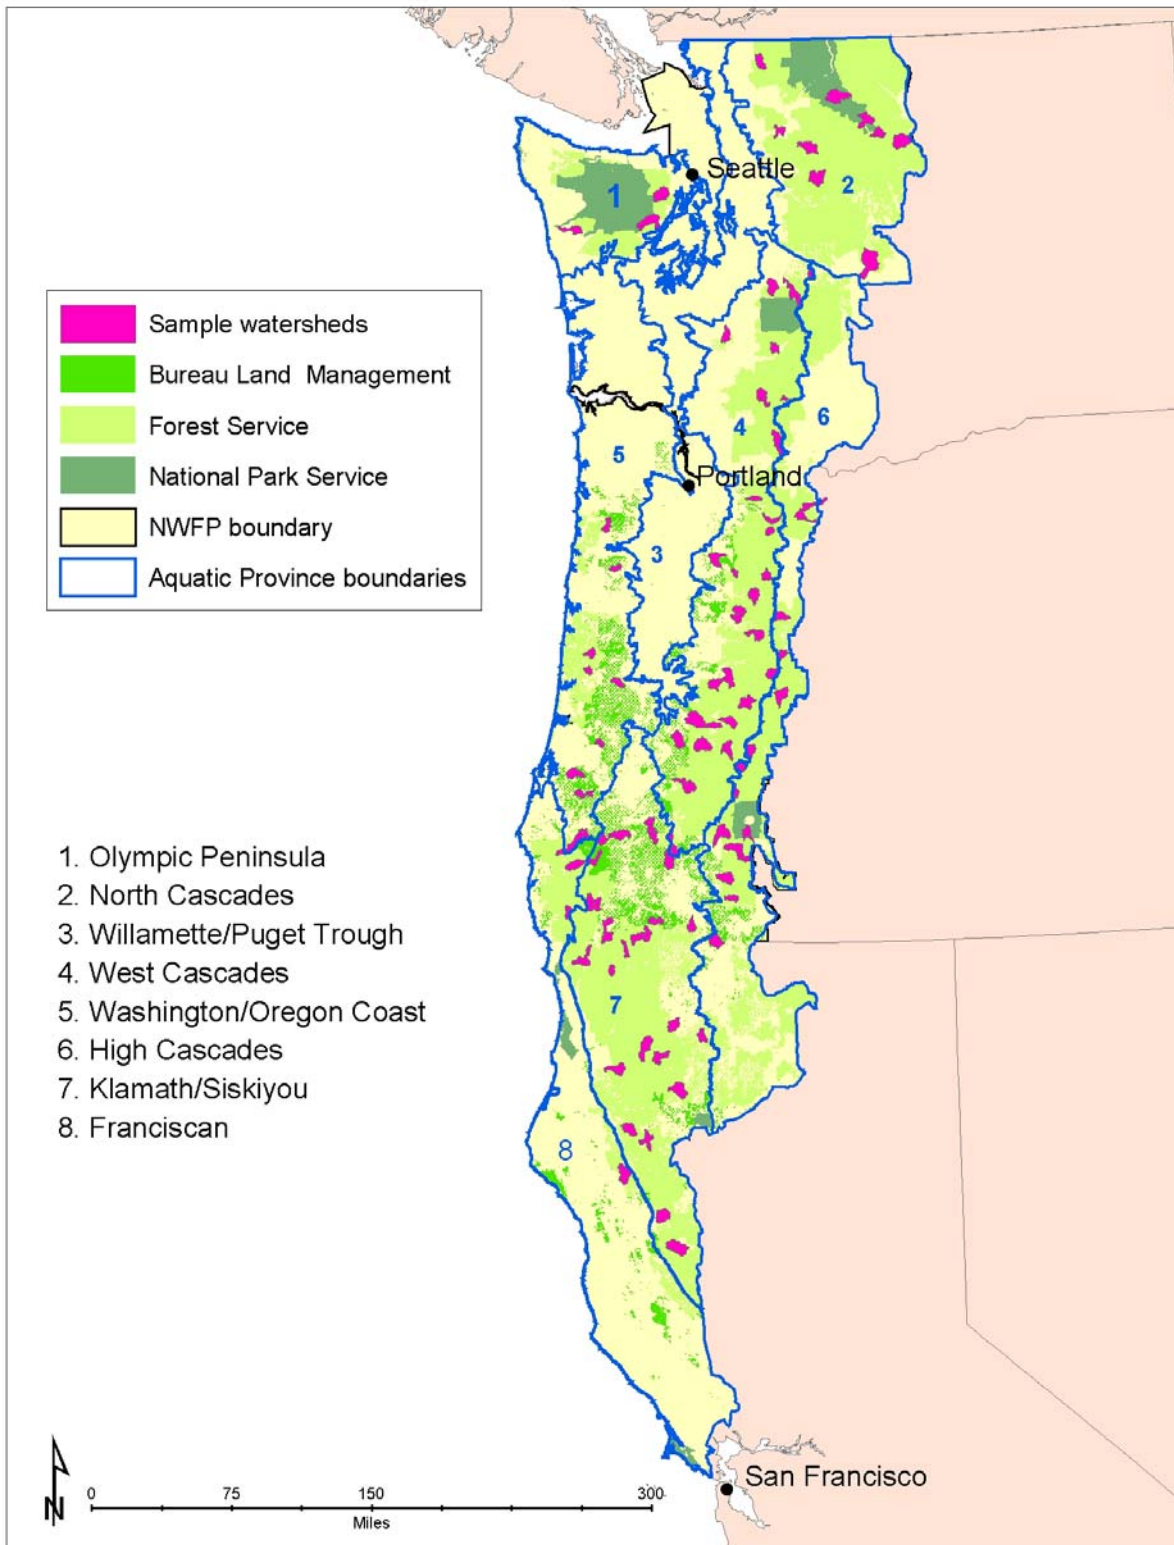 Seattle
1
2
Sample watersheds
Bureau Land Management
Forest Service
National Park Service
NWFP boundary
Aquatic Province boundaries
4
6
5
Portland
3
1. Olympic Peninsula
2. North Cascades
3. Willamette/Puget Trough
4. West Cascades
5. Washington/Oregon Coast
6. High Cascades
7. Klamath/Siskiyou
8. Franciscan
7
8
San Francisco
N
0 75 150 300
Miles